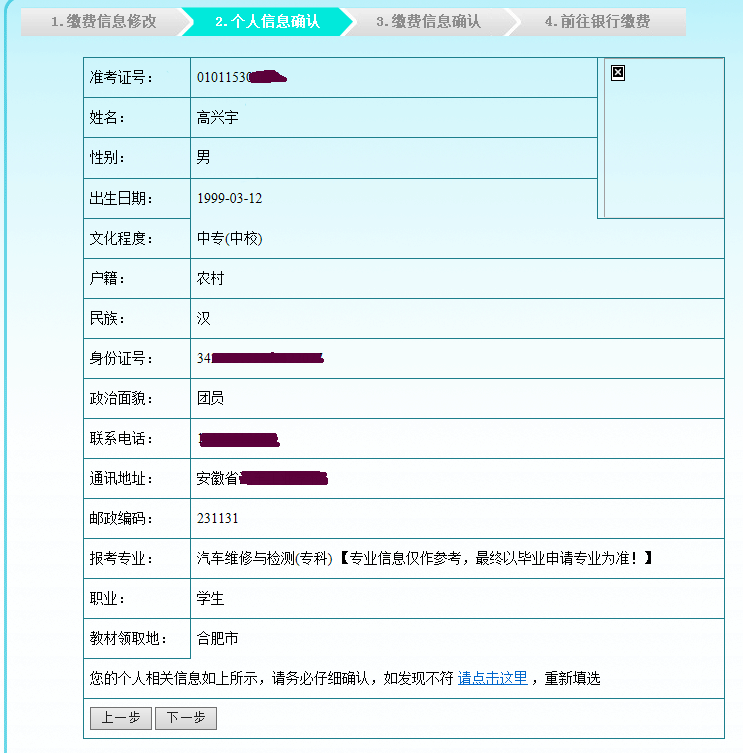 1.缴费信息修改 2.个人信息确认 3.缴费信息确认 4.前往银行缴费
准考证号： 01011530
姓名： 高兴宇
性别： 男
出生日期： 1999-03-12
文化程度： 中专(中校)
户籍： 农村
民族： 汉
身份证号： 34
政治面貌： 团员
联系电话：
通讯地址： 安徽省
邮政编码： 231131
报考专业： 汽车维修与检测(专科)【专业信息仅作参考，最终以毕业申请专业为准！】
职业： 学生
教材领取地： 合肥市
您的个人相关信息如上所示，请务必仔细确认，如发现不符 请点击这里 ，重新填选
上一步 下一步